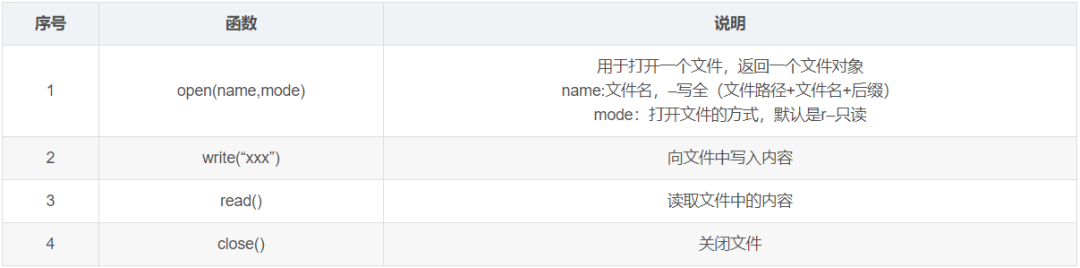 序号 函数 说明
用于打开一个文件，返回一个文件对象
1 open(name,mode) name:文件名，–写全（文件路径+文件名+后缀）
mode：打开文件的方式，默认是r–只读
2 write(“xxx”) 向文件中写入内容
3 read() 读取文件中的内容
4 close() 关闭文件